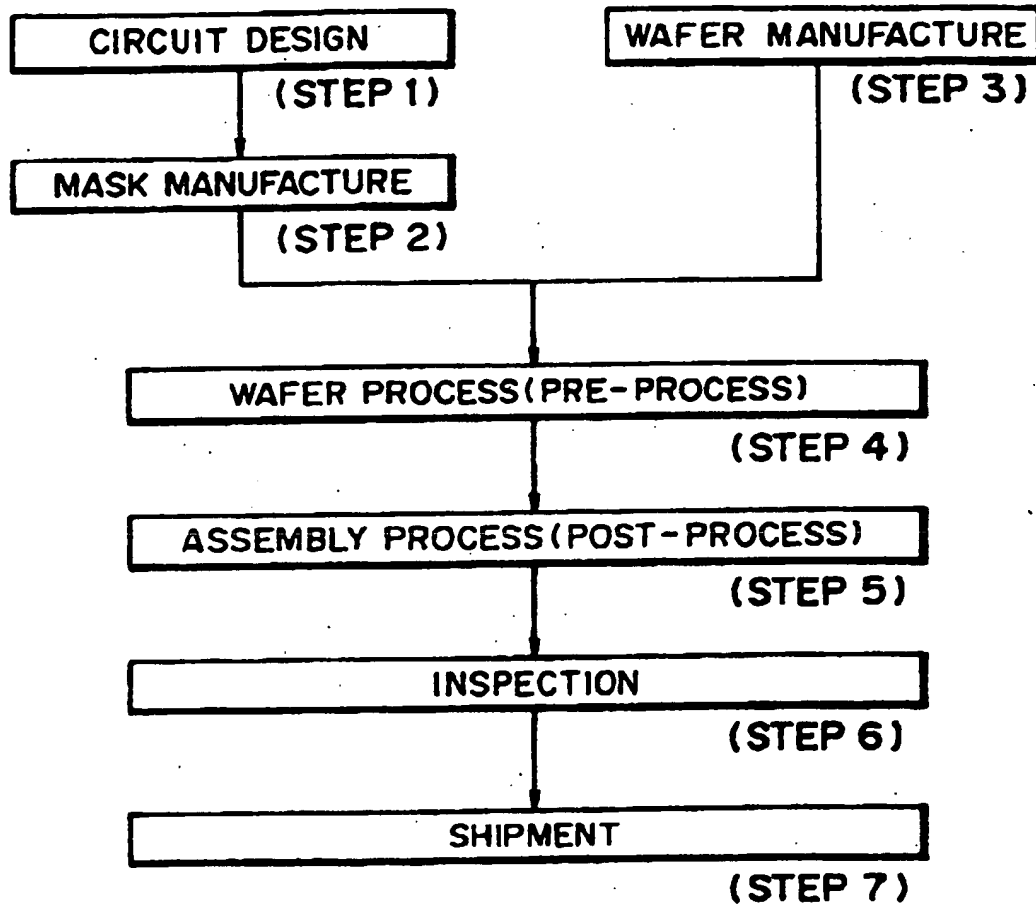 CIRCUIT DESIGN
(STEP 1)
WAFER MANUFACTURE
(STEP 3)
MASK MANUFACTURE
(STEP 2)
WAFER PROCESS(PRE-PROCESS)
(STEP 4)
ASSEMBLY PROCESS(POST-PROCESS)
(STEP 5)
INSPECTION
(STEP 6)
SHIPMENT
(STEP 7)